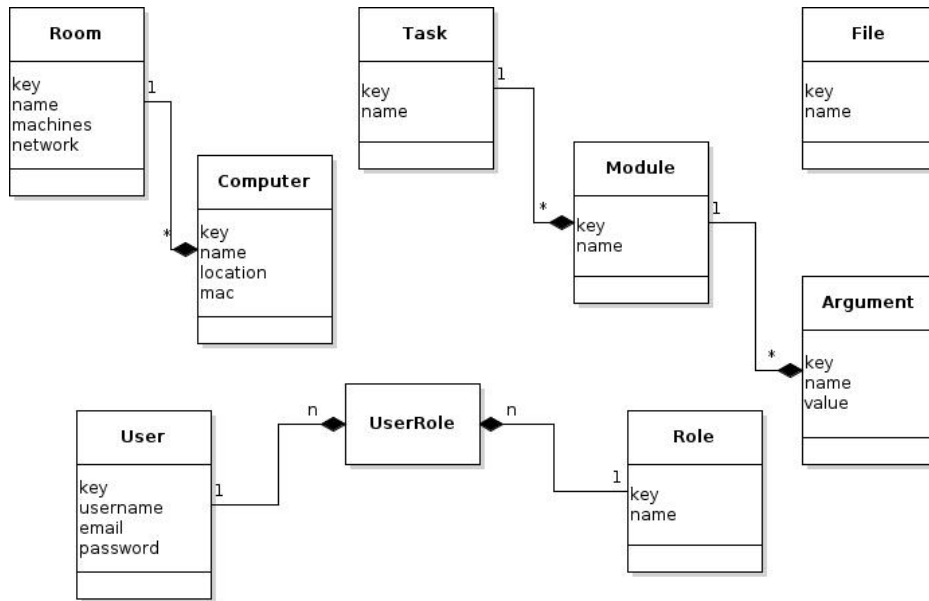 Room
key
name
machines
network
1
*
Computer
key
name
location
mac
Task
key
name
1
*
Module
key
name
1
*
File
key
name
Argument
key
name
value
User
key
username
email
password
1
n
UserRole
n
1
Role
key
name